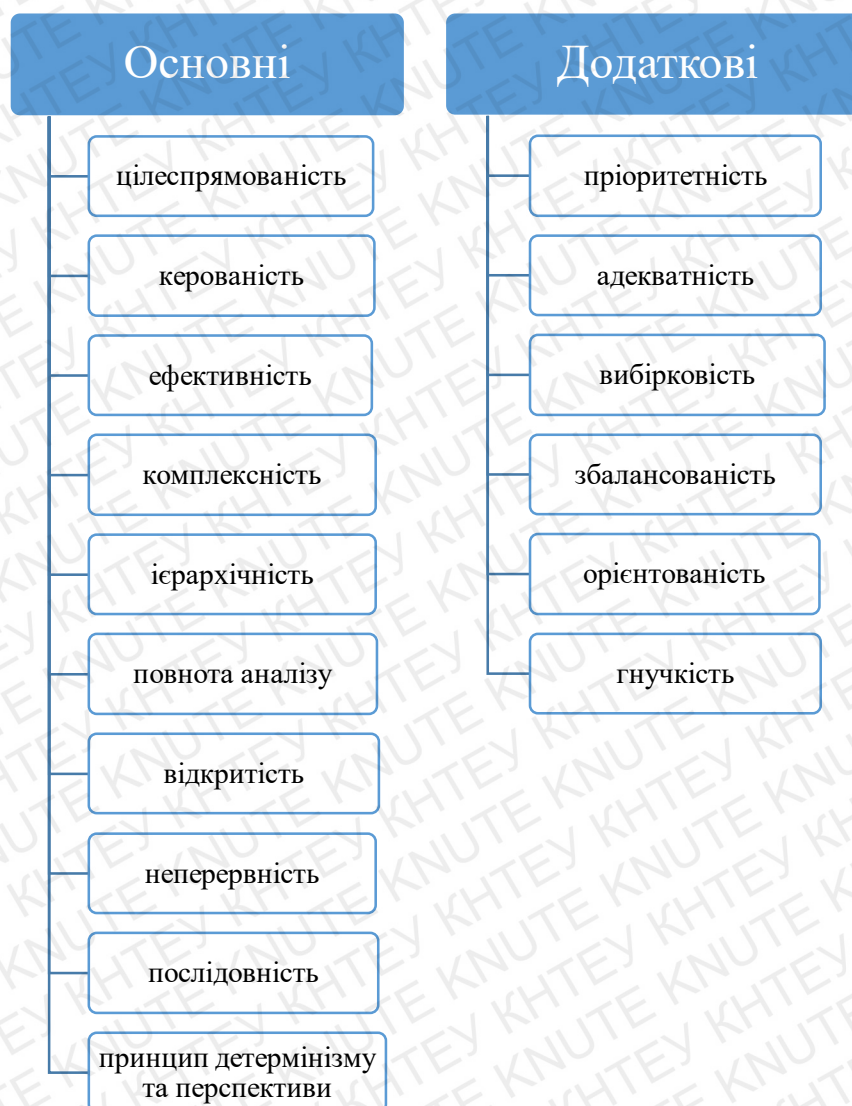 Основні
цілеспрямованість
керованість
ефективність
комплексність
ієрархічність
повнота аналізу
відкритість
неперервність
послідовність
принцип детермінізму
та перспективи
Додаткові
пріоритетність
адекватність
вибірковість
збалансованість
орієнтованість
гнучкість